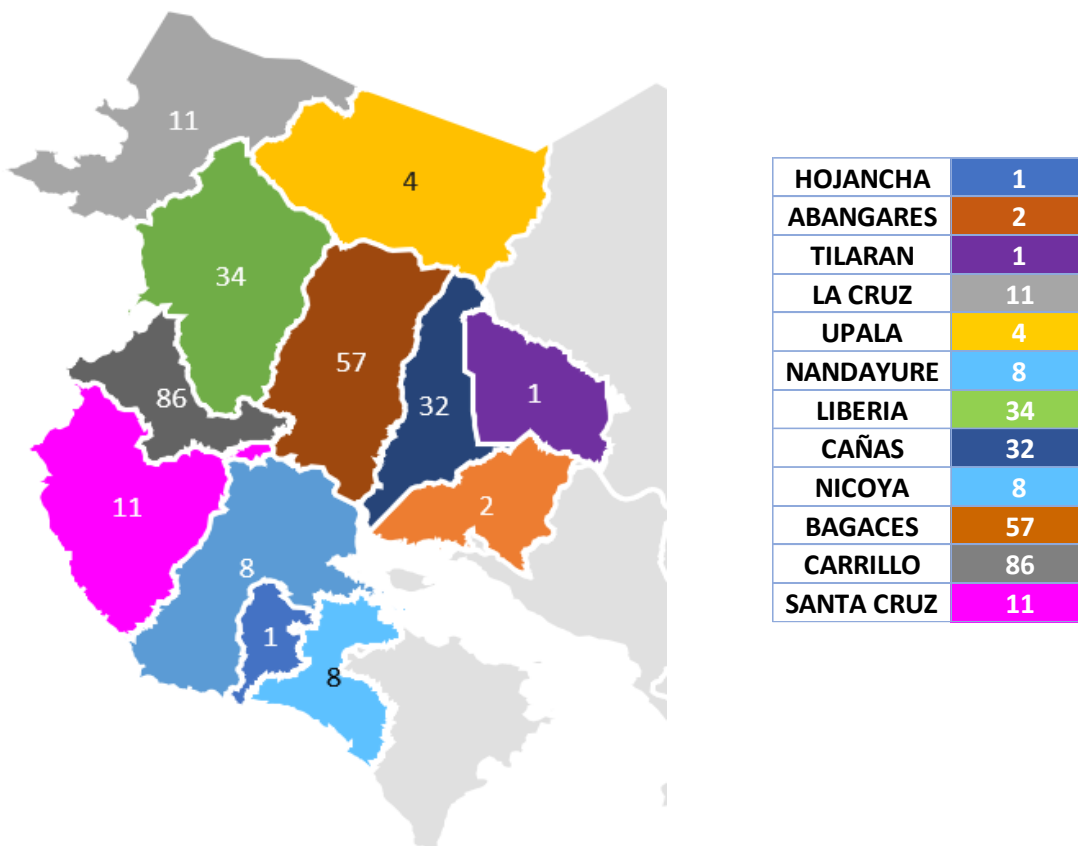 11
4
34
57
86
32
1
11
2
8
1
8
HOJANCHA 1
ABANGARES 2
TILARAN 1
LA CRUZ 11
UPALA 4
NANDAYURE 8
LIBERIA 34
CAÑAS 32
NICOYA 8
BAGACES 57
CARRILLO 86
SANTA CRUZ 11